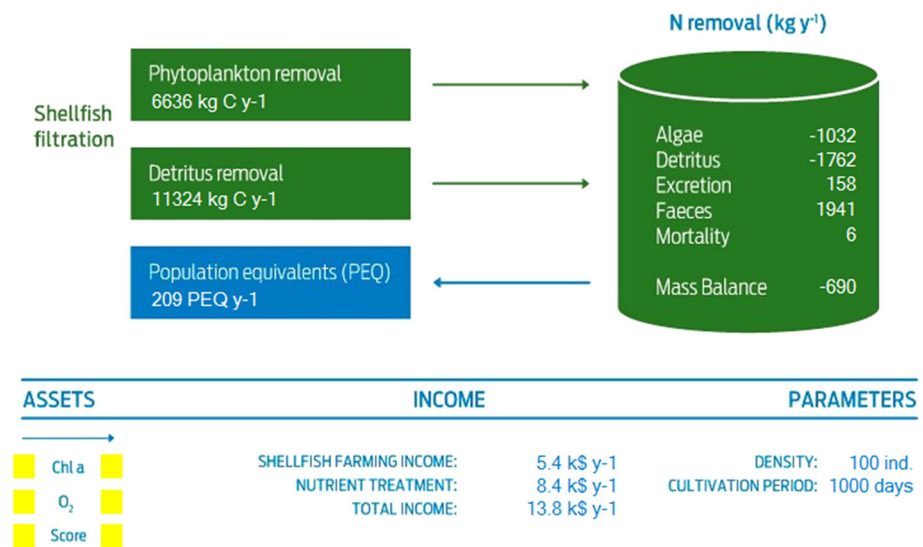 N removal (kg y⁻¹)
Shellfish
filtration
Phytoplankton removal
6636 kg C y-1
Detritus removal
11324 kg C y-1
Population equivalents (PEQ)
209 PEQ y-1
Algae -1032
Detritus -1762
Excretion 158
Faeces 1941
Mortality 6
Mass Balance -690
ASSETS INCOME PARAMETERS
Chl a
O₂
Score
SHELLFISH FARMING INCOME: 5.4 k$ y-1
NUTRIENT TREATMENT: 8.4 k$ y-1
TOTAL INCOME: 13.8 k$ y-1
DENSITY: 100 ind.
CULTIVATION PERIOD: 1000 days